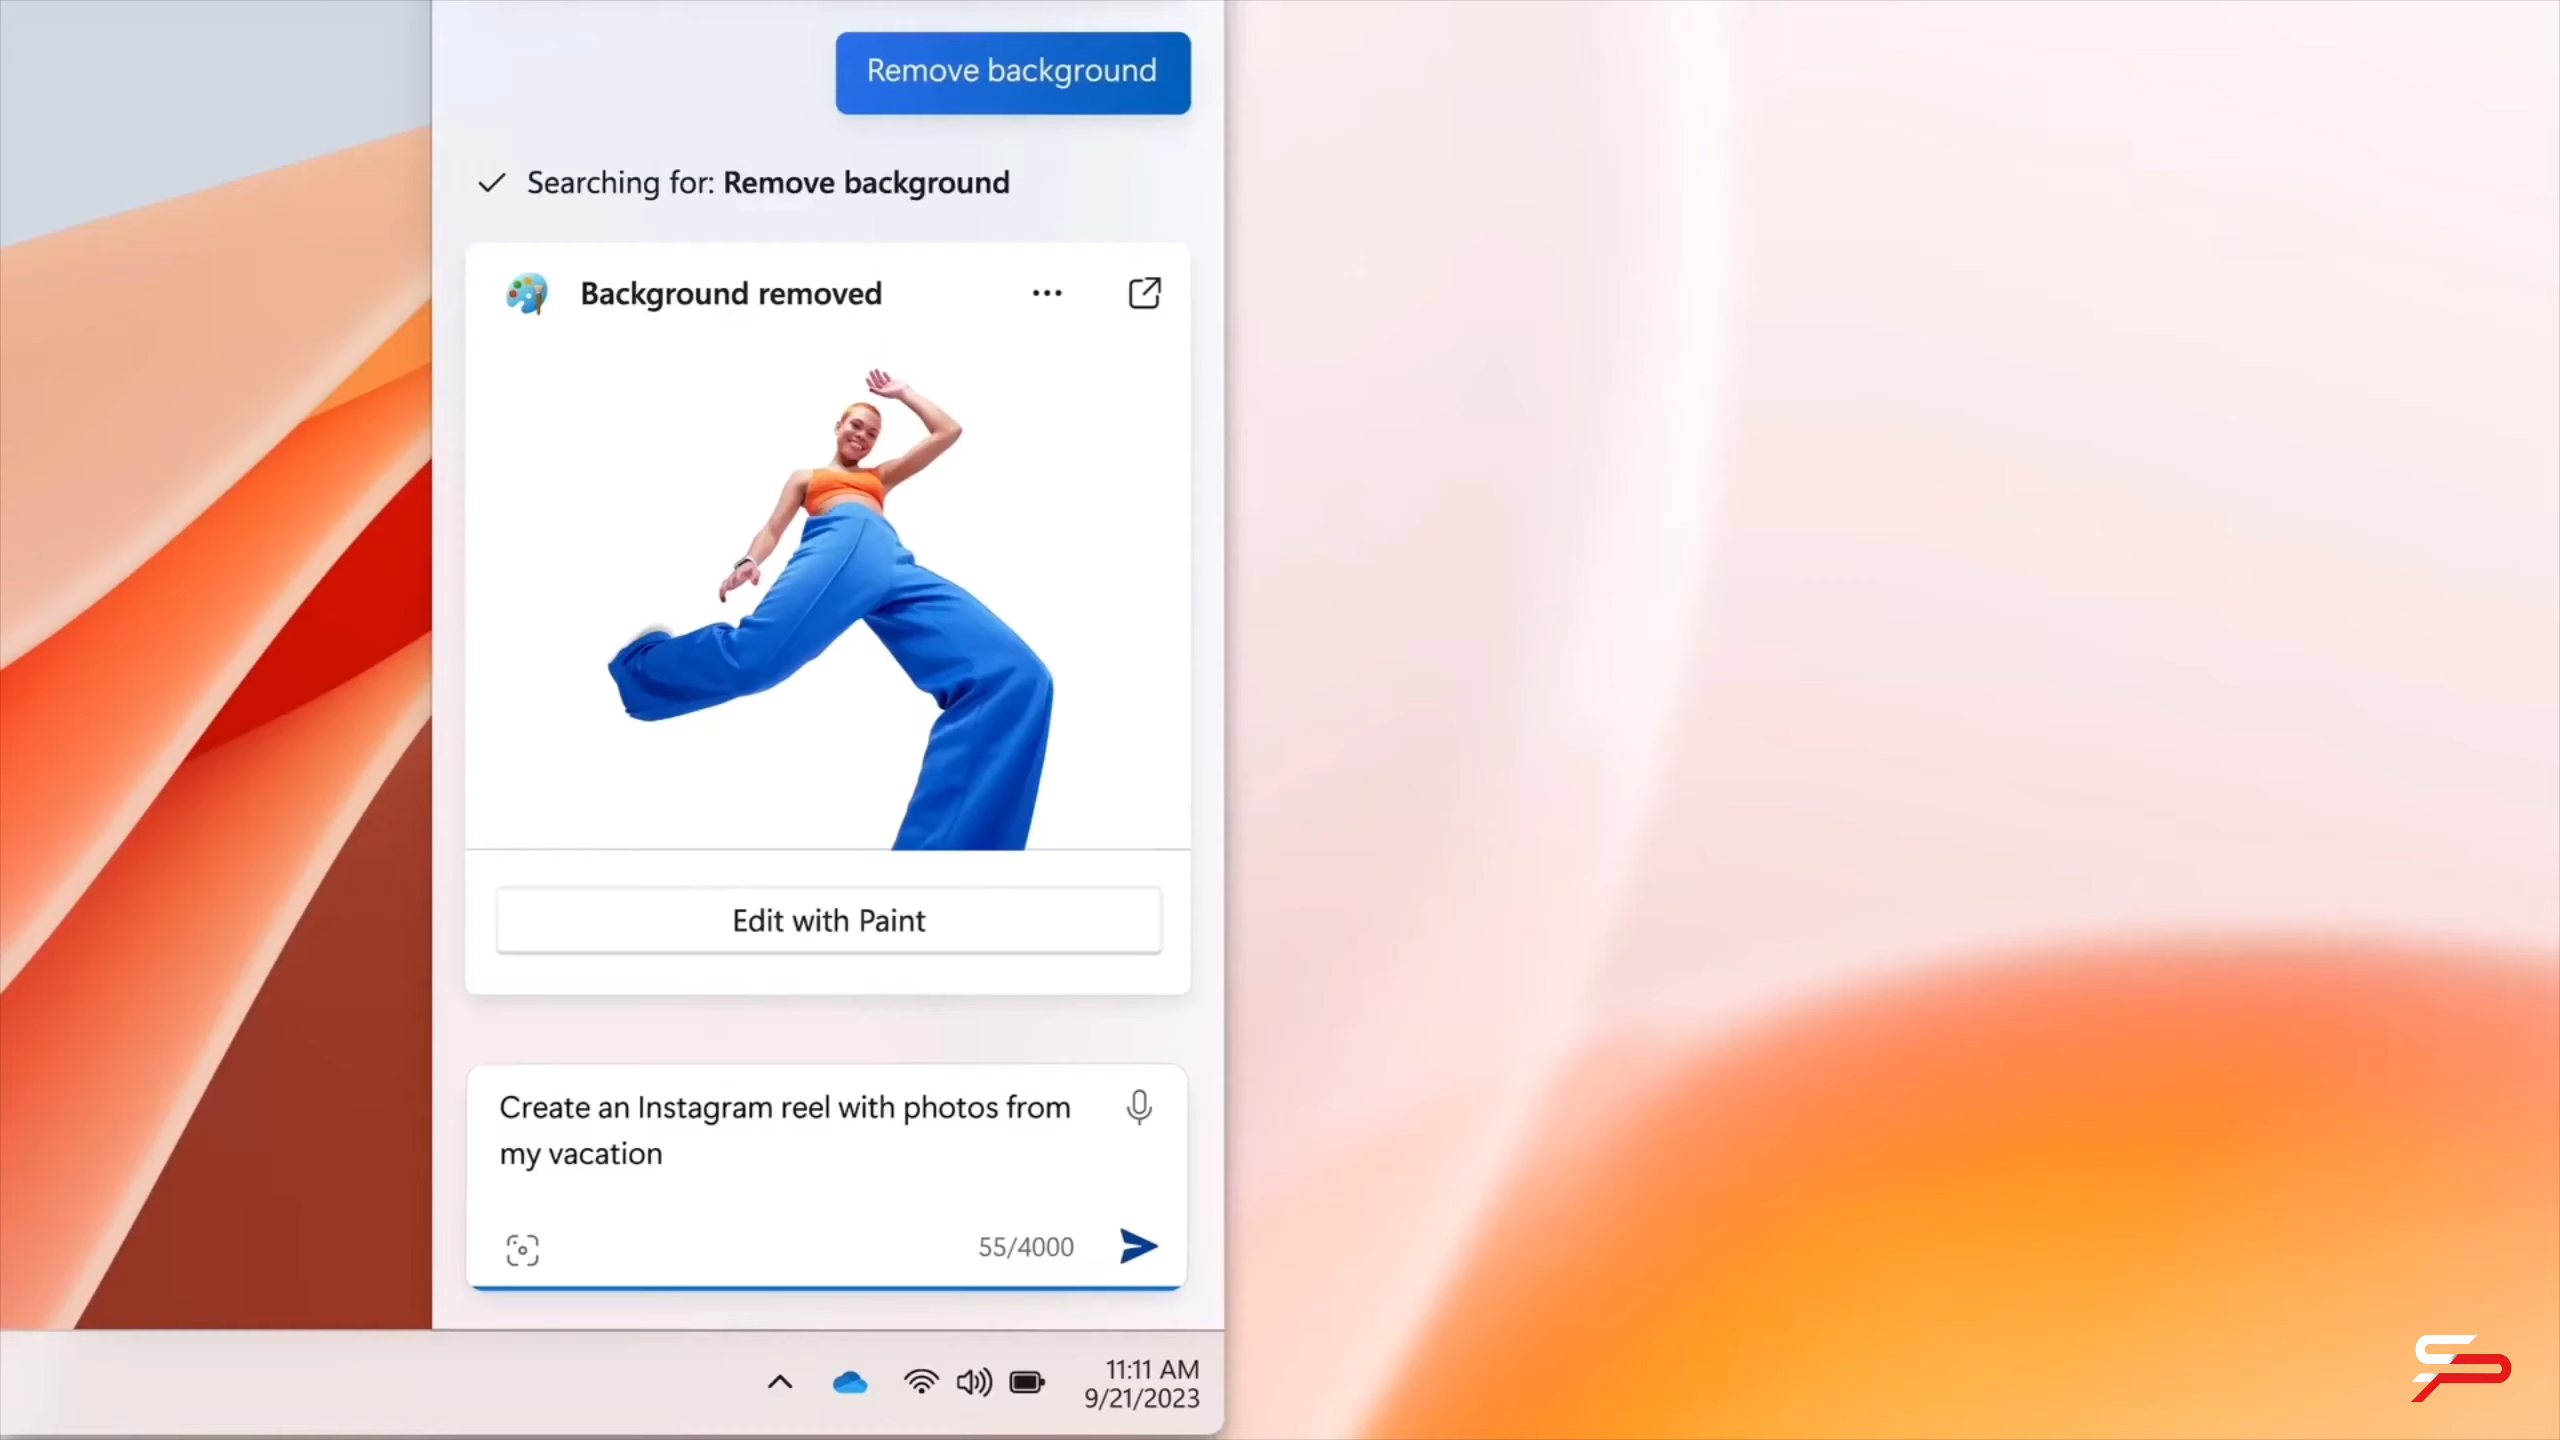 Remove background
Searching for: Remove background
Background removed
Edit with Paint
Create an Instagram reel with photos from
my vacation
55/4000
11:11 AM
9/21/2023